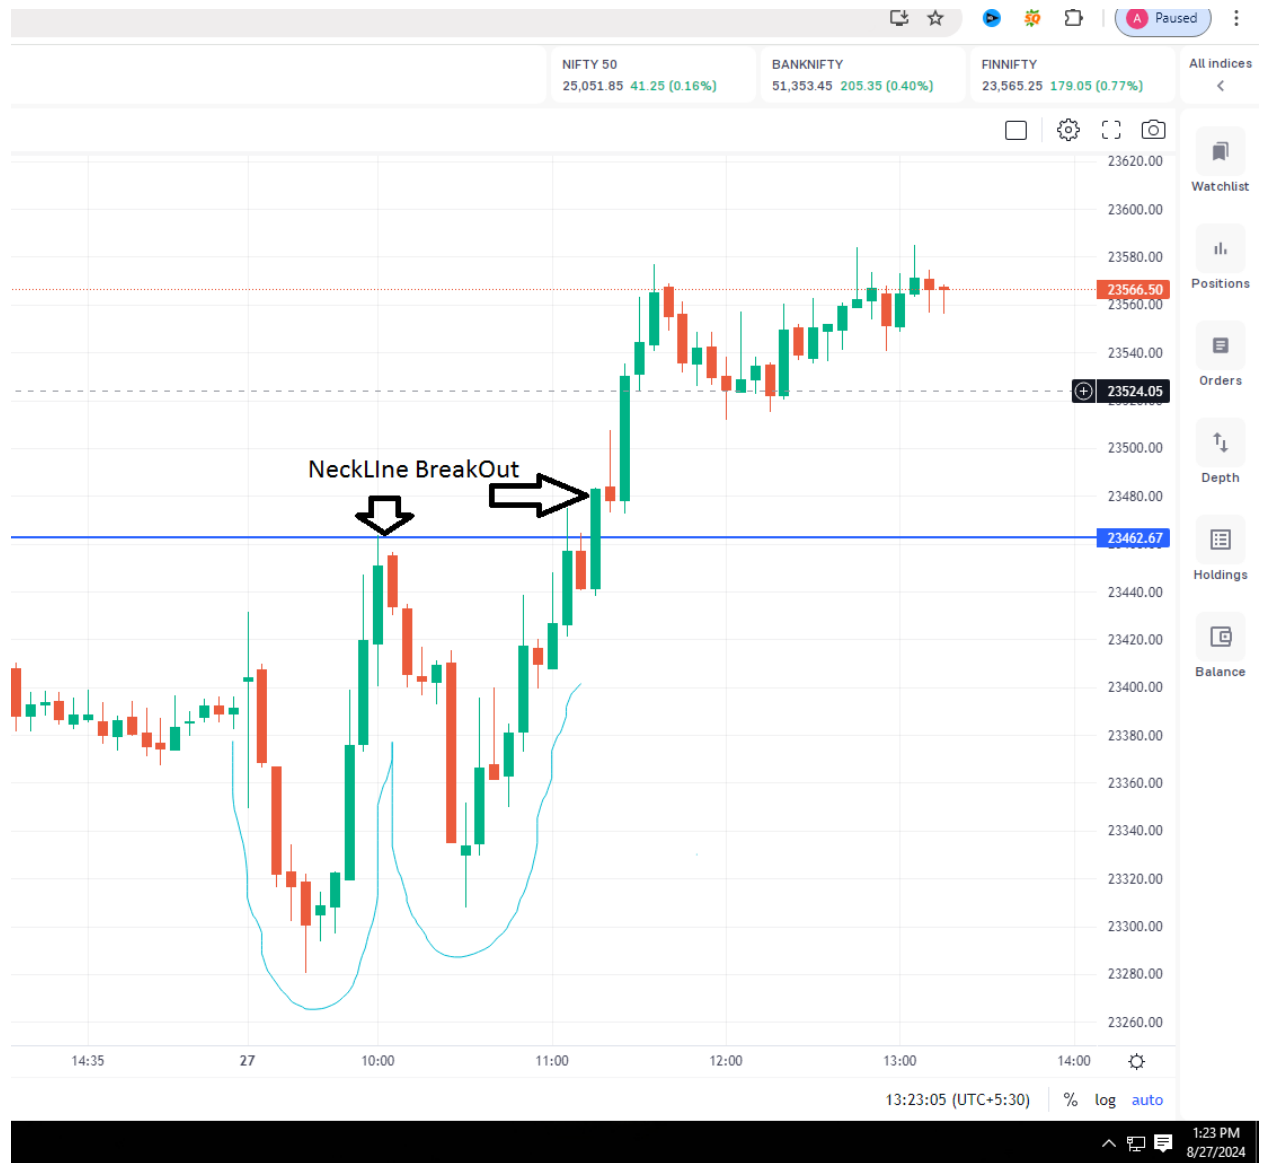 A Paused
NIFTY 50
25,051.85 41.25 (0.16%)
BANKNIFTY
51,353.45 205.35 (0.40%)
FINNIFTY
23,565.25 179.05 (0.77%)
All indices
Watchlist
Positions
Orders
Depth
Holdings
Balance
23620.00
23600.00
23580.00
23566.50
23560.00
23540.00
23524.05
23500.00
23480.00
23462.67
23440.00
23420.00
23400.00
23380.00
23360.00
23340.00
23320.00
23300.00
23280.00
23260.00
NeckLIne BreakOut
14:35 27 10:00 11:00 12:00 13:00 14:00
13:23:05 (UTC+5:30) % log auto
1:23 PM
8/27/2024